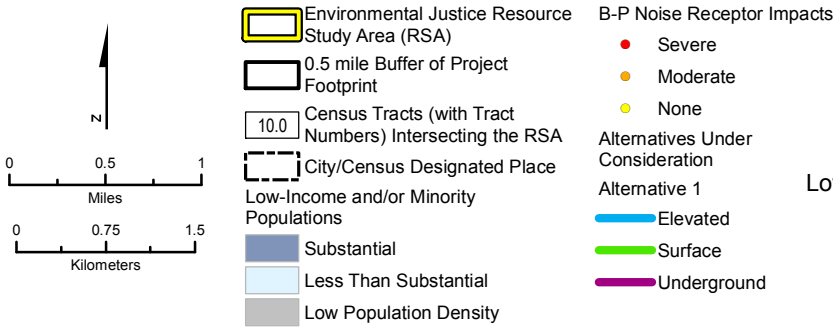 N
0 0.5 1
Miles
0 0.75 1.5
Kilometers
Environmental Justice Resource
Study Area (RSA)
0.5 mile Buffer of Project
Footprint
10.0
Census Tracts (with Tract
Numbers) Intersecting the RSA
City/Census Designated Place
Low-Income and/or Minority
Populations
Substantial
Less Than Substantial
Low Population Density
B-P Noise Receptor Impacts
Severe
Moderate
None
Alternatives Under
Consideration
Alternative 1
Elevated
Surface
Underground